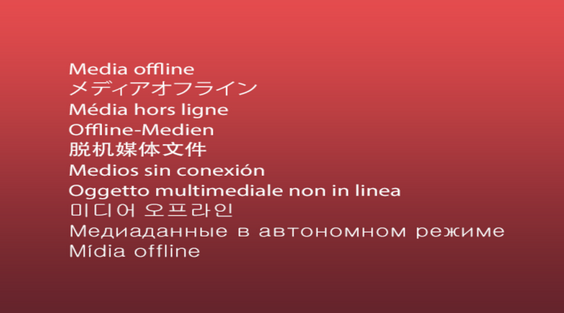 Media offline
メディアオフライン
Média hors ligne
Offline-Medien
脱机媒体文件
Medios sin conexión
Oggetto multimediale non in linea
미디어 오프라인
Медиаданные в автономном режиме
Mídia offline